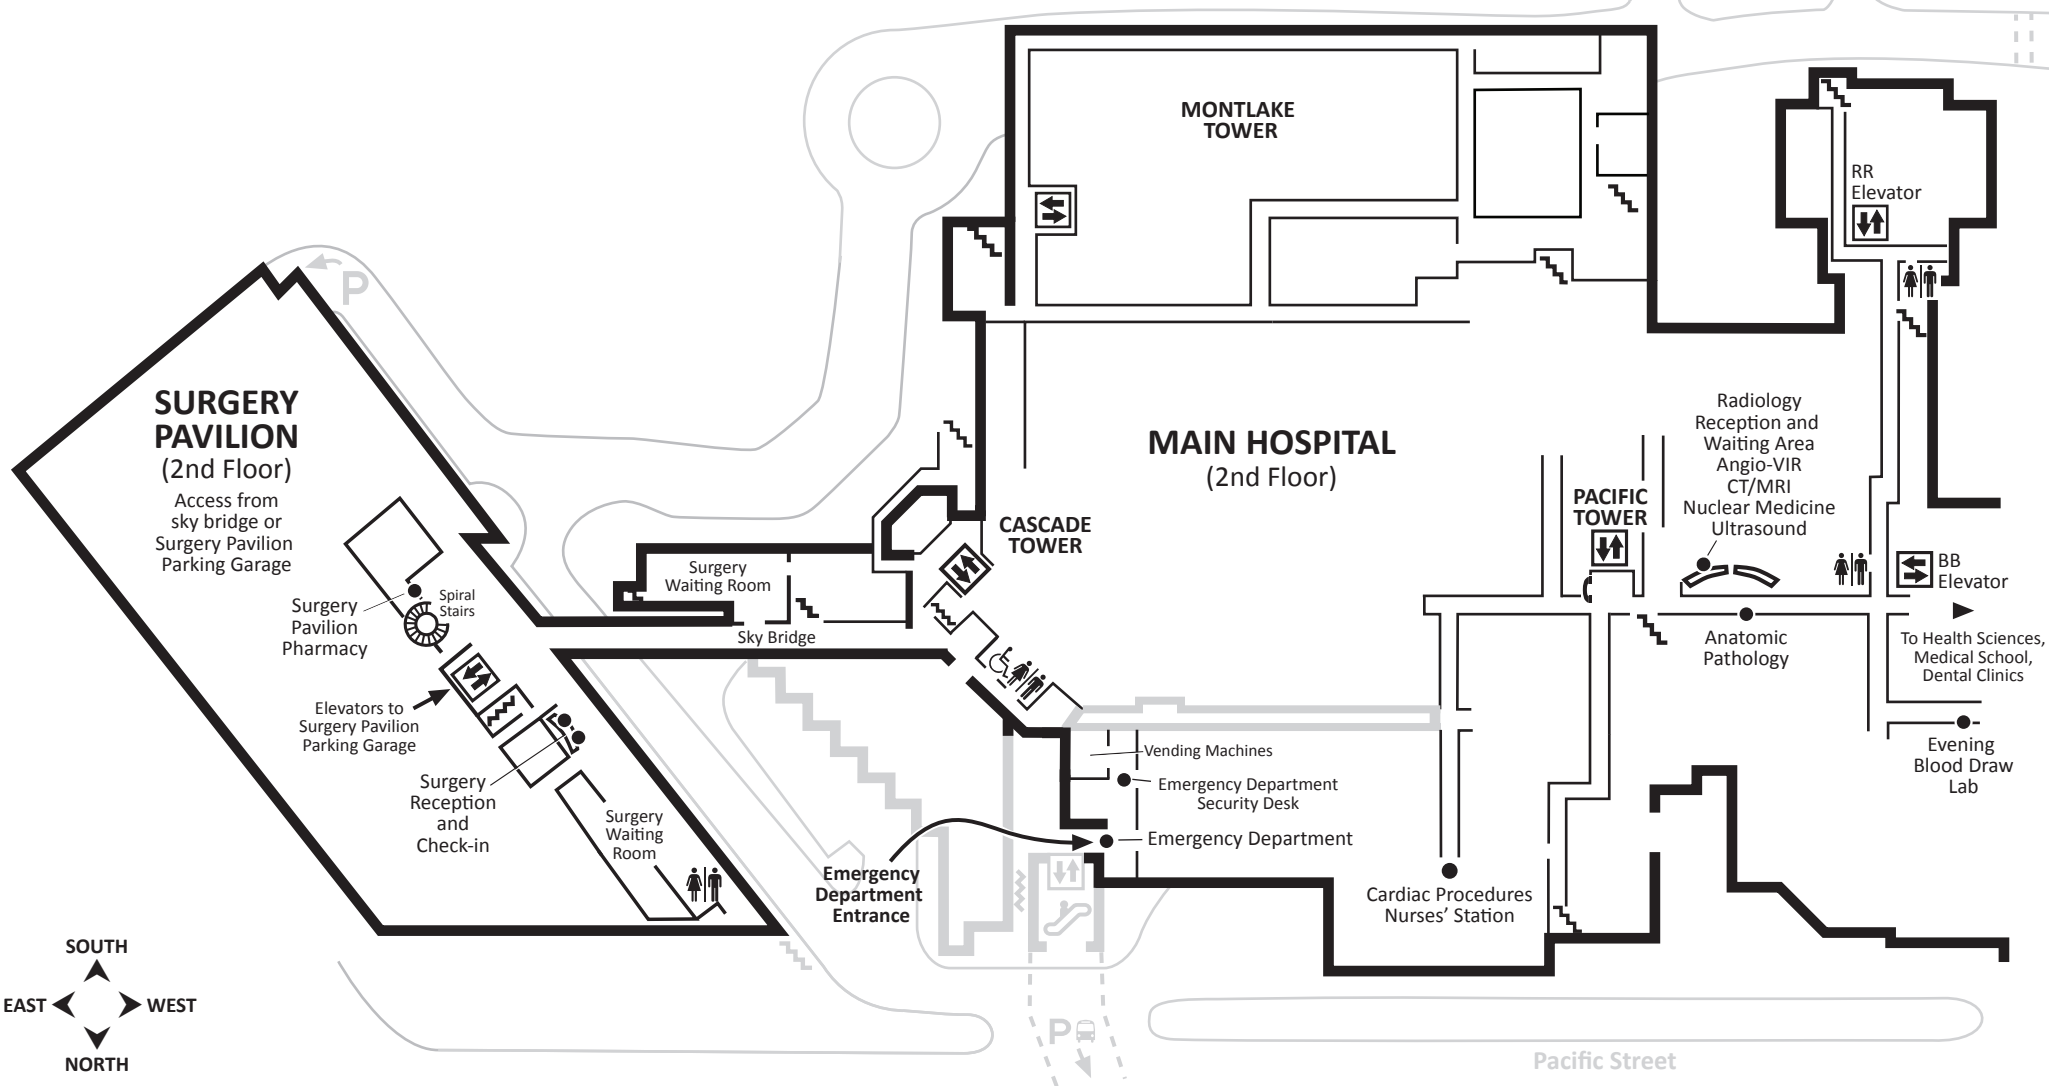 MONTLAKE
TOWER
RR
Elevator
P
SURGERY
PAVILION
(2nd Floor)
Access from
sky bridge or
Surgery Pavilion
Parking Garage
MAIN HOSPITAL
(2nd Floor)
Radiology
Reception and
Waiting Area
Angio-VIR
CT/MRI
Nuclear Medicine
Ultrasound
PACIFIC
TOWER
CASCADE
TOWER
Surgery
Waiting Room
BB
Elevator
Surgery
Pavilion
Pharmacy
Spiral
Stairs
Sky Bridge
Anatomic
Pathology
To Health Sciences,
Medical School,
Dental Clinics
Elevators to
Surgery Pavilion
Parking Garage
Vending Machines
Evening
Blood Draw
Lab
Emergency Department
Security Desk
Surgery
Reception
and
Check-in
Surgery
Waiting
Room
Emergency Department
Emergency
Department
Entrance
Cardiac Procedures
Nurses’ Station
SOUTH
EAST
WEST
NORTH
P
Pacific Street